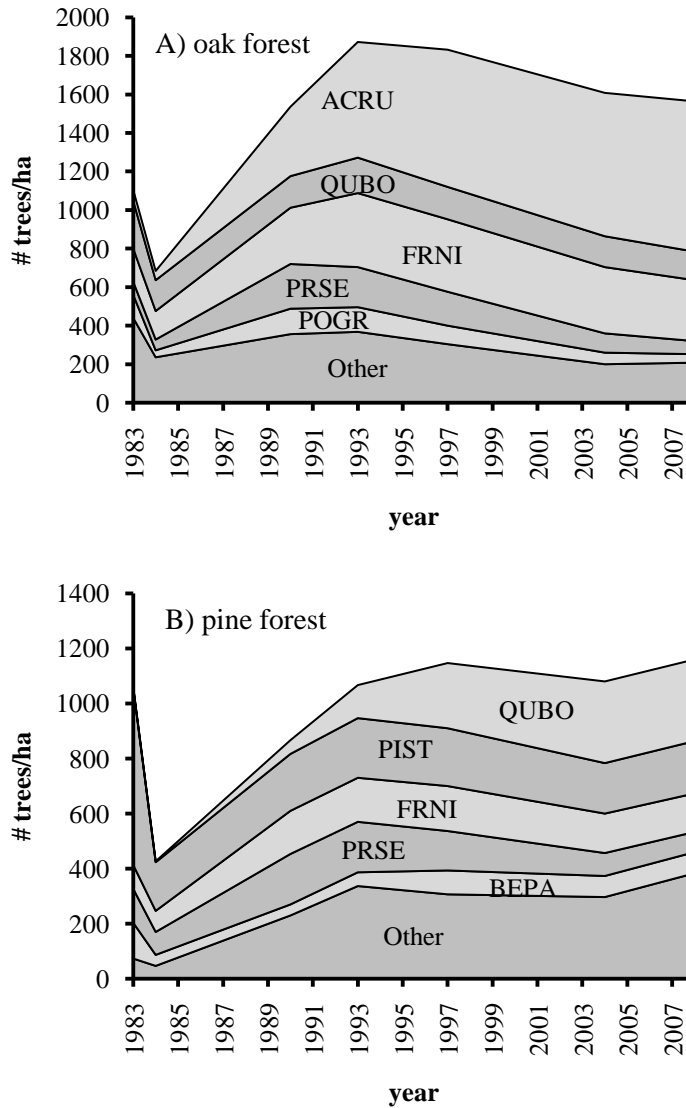 2000
1800
1600
1400
1200
1000
800
600
400
200
0
# trees/ha
A) oak forest
ACRU
QUBO
FRNI
PRSE
POGR
Other
1983
1985
1987
1989
1991
1993
1995
1997
1999
2001
2003
2005
2007
year
1400
1200
1000
800
600
400
200
0
# trees/ha
B) pine forest
QUBO
PIST
FRNI
PRSE
BEPA
Other
1983
1985
1987
1989
1991
1993
1995
1997
1999
2001
2003
2005
2007
year